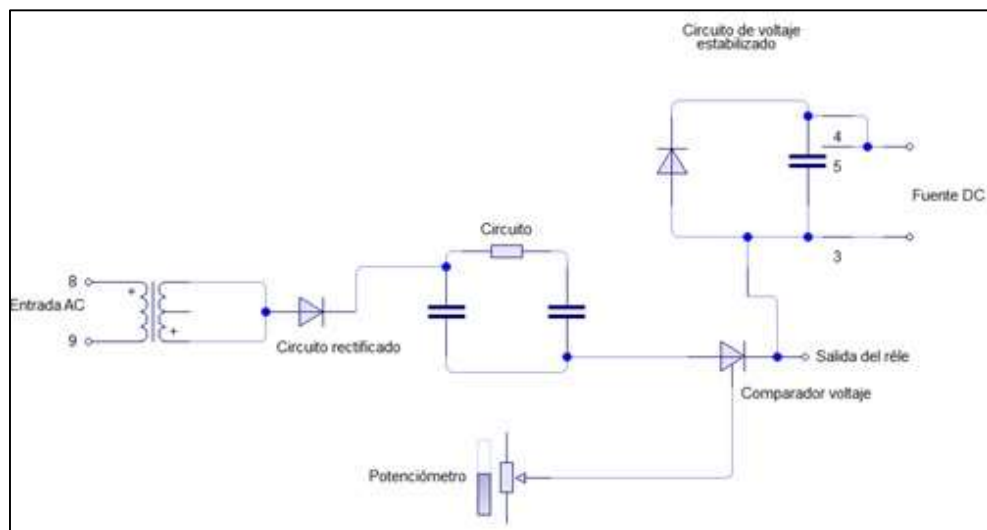 Circuito de voltaje
estabilizado
4
5
Fuente DC
3
Circuito
8
Entrada AC
9
Circuito rectificado
Salida del réle
Comparador voltaje
Potenciómetro